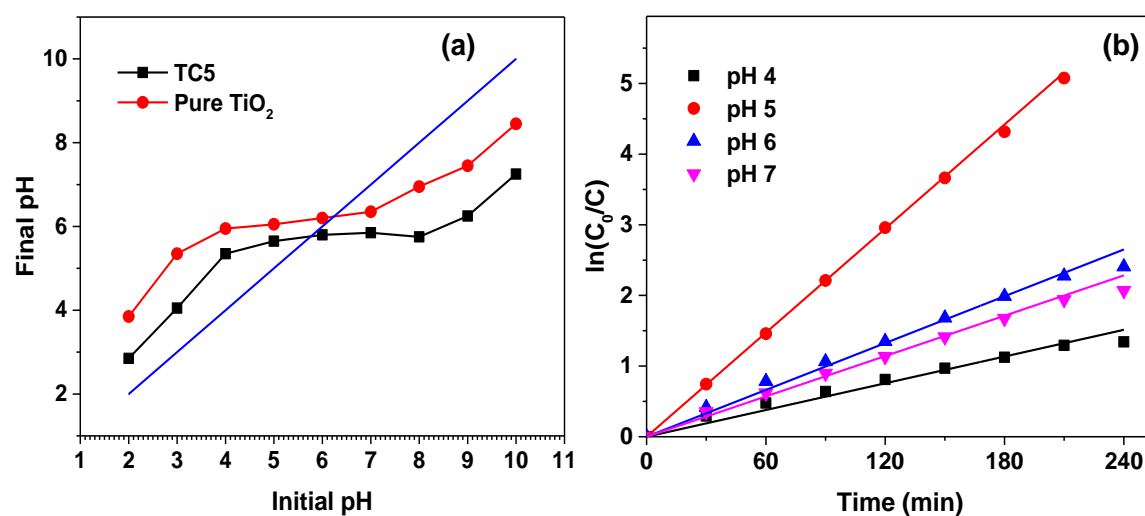 (a)
TC5
Pure TiO₂
10
8
6
4
2
Final pH
1 2 3 4 5 6 7 8 9 10 11
Initial pH
(b)
pH 4
pH 5
pH 6
pH 7
5
4
3
2
1
0
ln(C₀/C)
0 60 120 180 240
Time (min)